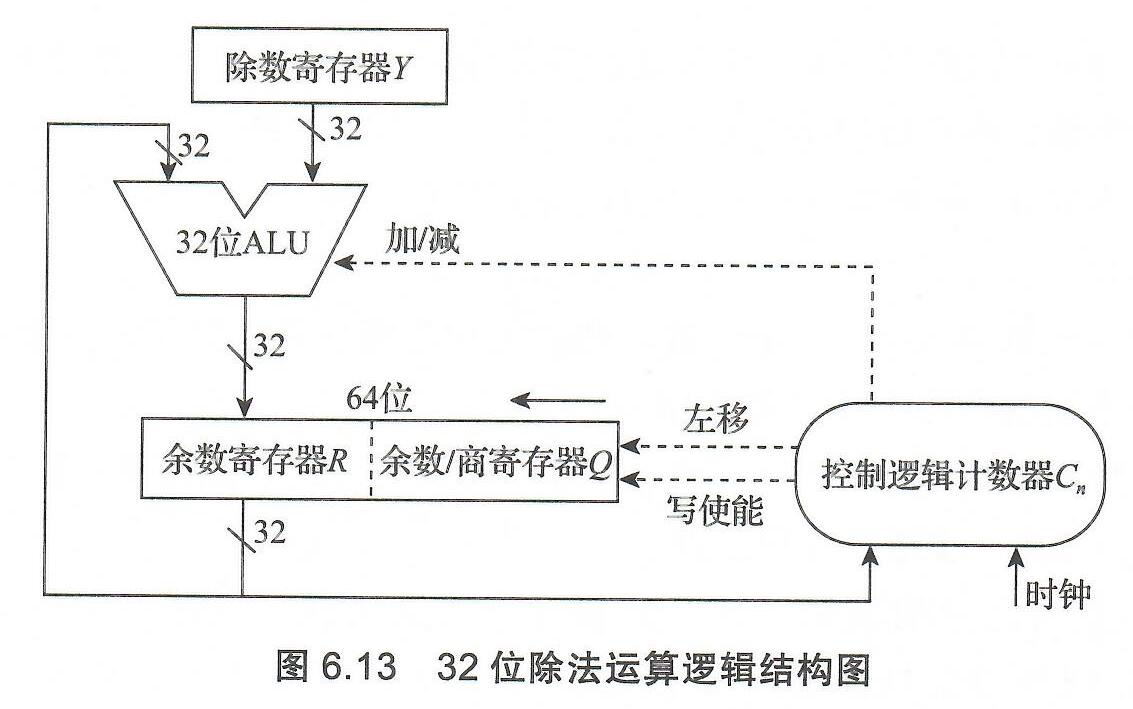 除数寄存器Y
32
32
32位ALU
加/减
32
64位
左移
余数寄存器R
余数/商寄存器Q
控制逻辑计数器Cn
写使能
32
时钟
图 6.13 32 位除法运算逻辑结构图